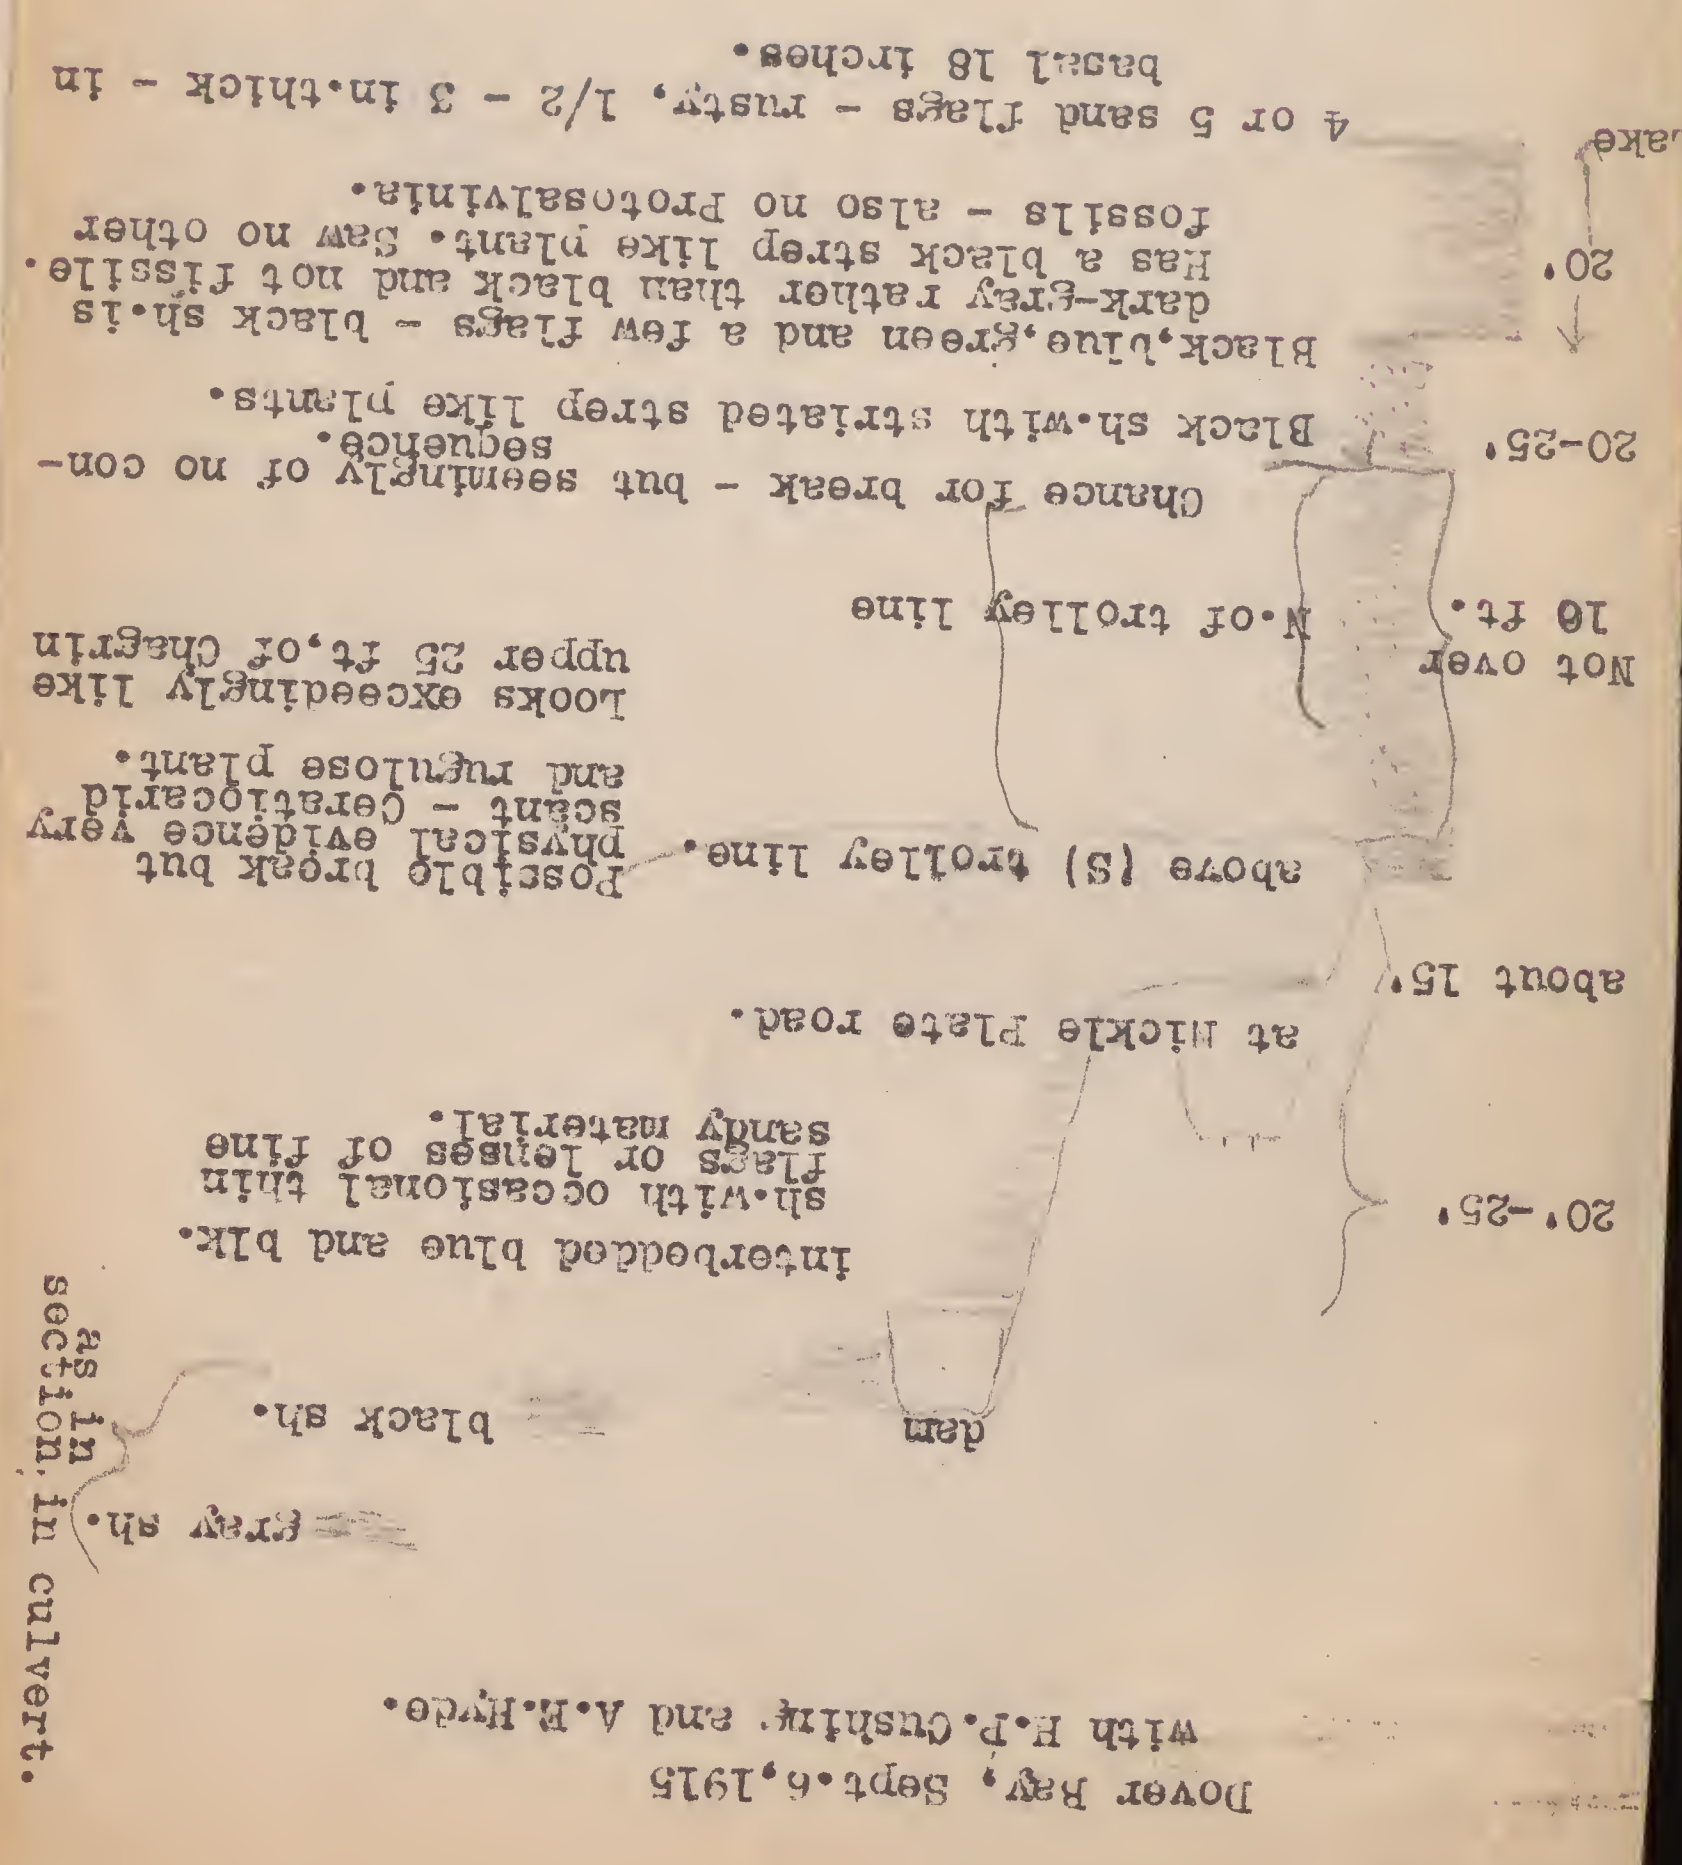 Dover Bay, Sept.6,1915
with H.P.Cushing and A.E.Hyde.
gray sh.
black sh.
as in
section in culvert.
dam
interbedded blue and blk.
sh.with occasional thin
flags or lenses of fine
sandy material.
20'-25'
at Nickle Plate road.
about 15'
above (S) trolley line.
Possible break but
physical evidence very
scant - Ceratiocarid
and rugulose plant.
Looks exceedingly like
upper 25 ft.of Chagrin
Not over
10 ft.
N.of trolley line
Chance for break - but seemingly of no con-
sequence.
20-25'
Black sh.with striated strep like plants.
Black,blue,green and a few flags - black sh.is
dark-gray rather than black and not fissile.
Has a black strep like plant. Saw no other
fossils - also no Protosalvinia.
20'
Lake
4 or 5 sand flags - rusty, 1/2 - 3 in.thick - in
basal 18 irches.